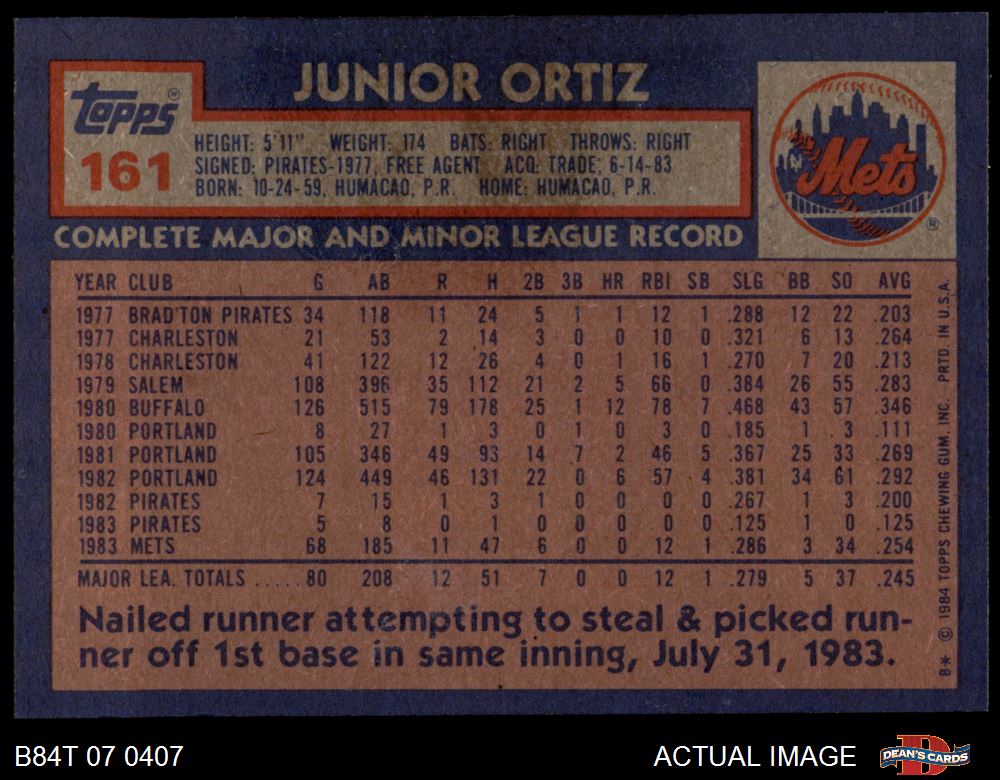 JUNIOR ORTIZ
Topps®
161
HEIGHT: 5'11" WEIGHT: 174 BATS: RIGHT THROWS: RIGHT
SIGNED: PIRATES-1977, FREE AGENT ACQ: TRADE, 6-14-83
BORN: 10-24-59, HUMACAO, P.R. HOME: HUMACAO, P.R.
NY
Mets
®
COMPLETE MAJOR AND MINOR LEAGUE RECORD
YEAR CLUB G AB R H 2B 3B HR RBI SB SLG BB SO AVG
1977 BRAD'TON PIRATES 34 118 11 24 5 1 1 12 1 .288 12 22 .203
1977 CHARLESTON 21 53 2 14 3 0 0 10 0 .321 6 13 .264
1978 CHARLESTON 41 122 12 26 4 0 1 16 1 .270 7 20 .213
1979 SALEM 108 396 35 112 21 2 5 66 0 .384 26 55 .283
1980 BUFFALO 126 515 79 178 25 1 12 78 7 .468 43 57 .346
1980 PORTLAND 8 27 1 3 0 1 0 3 0 .185 1 3 .111
1981 PORTLAND 105 346 49 93 14 7 2 46 5 .367 25 33 .269
1982 PORTLAND 124 449 46 131 22 0 6 57 4 .381 34 61 .292
1982 PIRATES 7 15 1 3 1 0 0 0 0 .267 1 3 .200
1983 PIRATES 5 8 0 1 0 0 0 0 0 .125 1 0 .125
1983 METS 68 185 11 47 6 0 0 12 1 .286 3 34 .254
MAJOR LEA. TOTALS ..... 80 208 12 51 7 0 0 12 1 .279 5 37 .245
Nailed runner attempting to steal & picked run-
ner off 1st base in same inning, July 31, 1983.
B* © 1984 TOPPS CHEWING GUM, INC. PRTD. IN U.S.A.
B84T 07 0407
ACTUAL IMAGE
DEAN'S CARDS